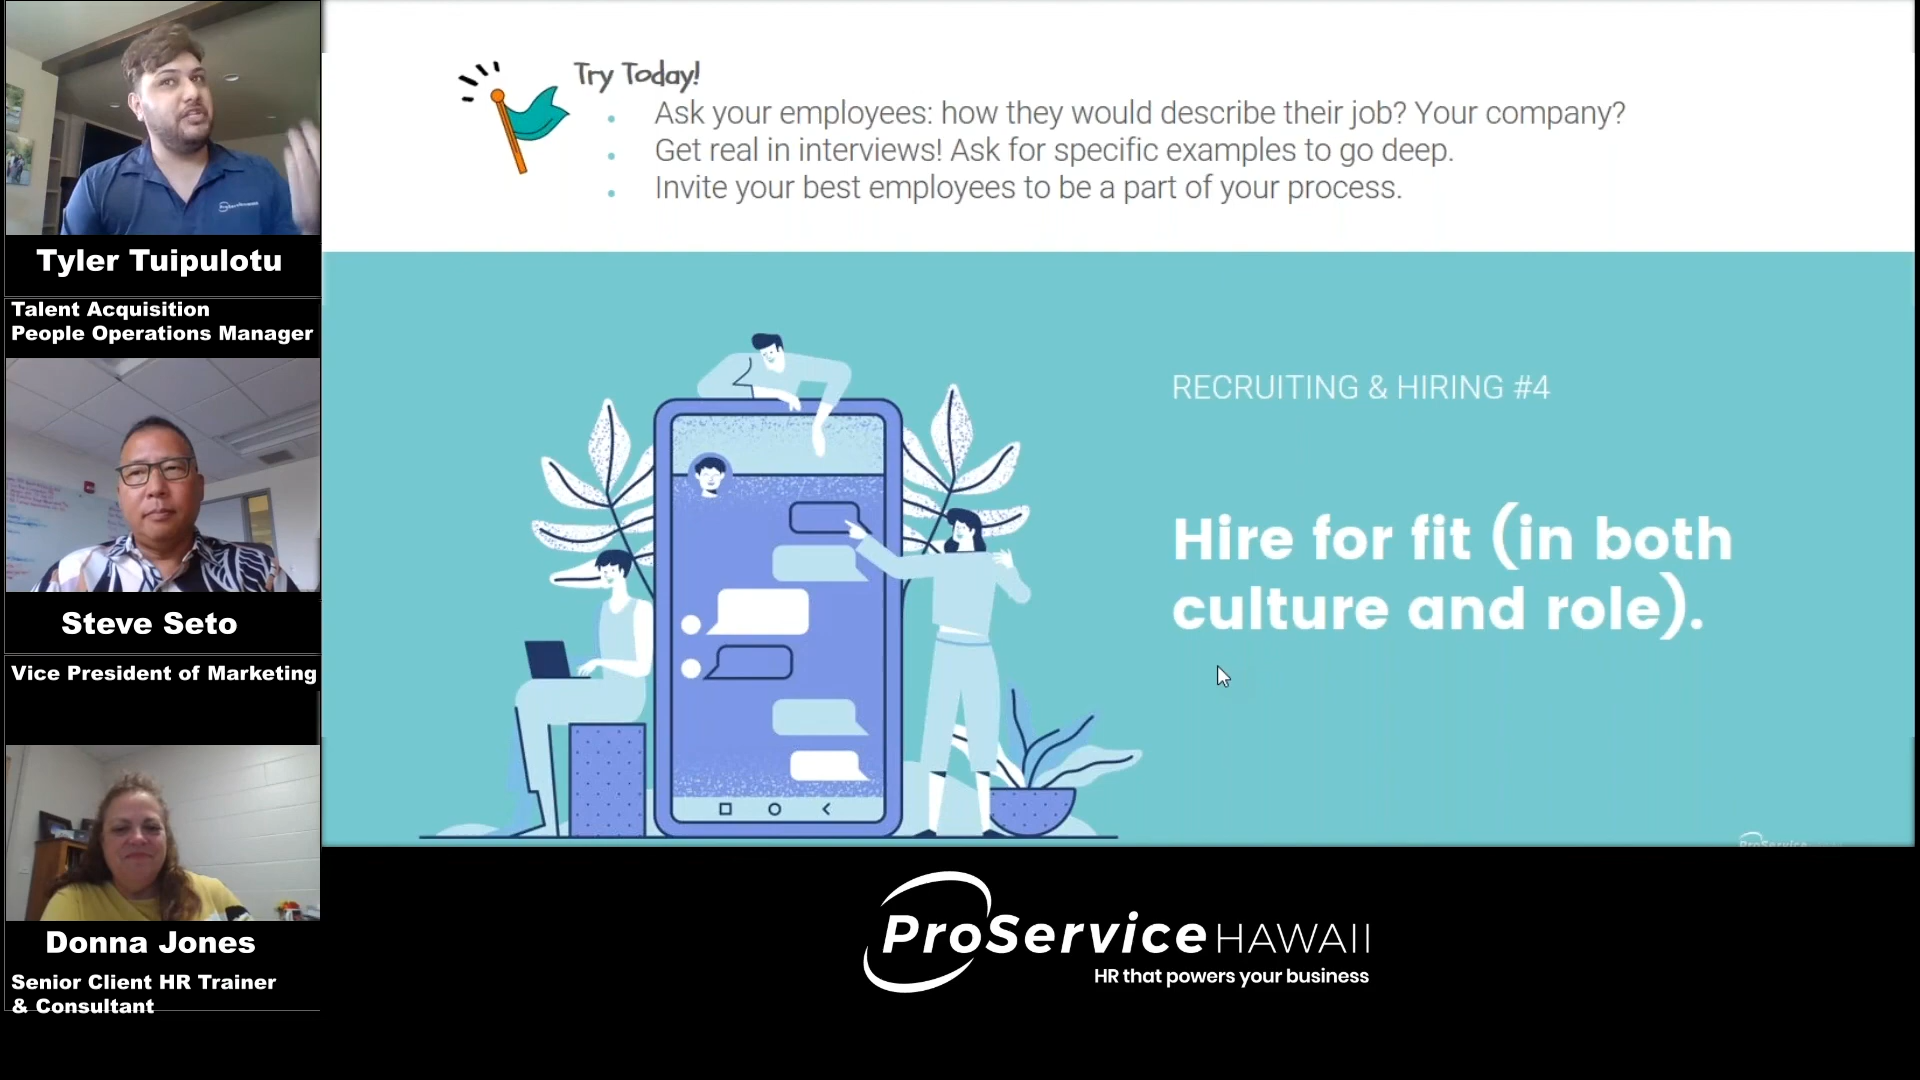 Tyler Tuipulotu
Talent Acquisition
People Operations Manager
Steve Seto
Vice President of Marketing
Donna Jones
Senior Client HR Trainer
& Consultant
Try Today!
• Ask your employees: how they would describe their job? Your company?
• Get real in interviews! Ask for specific examples to go deep.
• Invite your best employees to be a part of your process.
RECRUITING & HIRING #4
Hire for fit (in both
culture and role).
ProService
ProService HAWAII
HR that powers your business